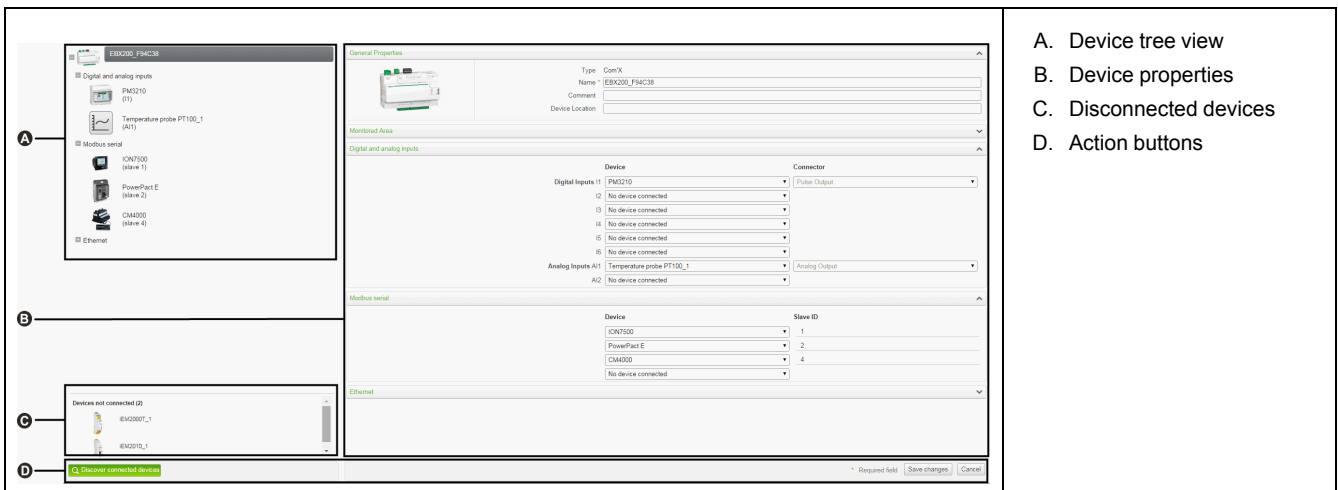 EBX200_F94C38
Digital and analog inputs
PM3210
(I1)
Temperature probe PT100_1
(AI1)
A
Modbus serial
ION7500
(slave 1)
PowerPact E
(slave 2)
CM4000
(slave 4)
Ethernet
B
Devices not connected (2)
iEM2000T_1
C
iEM2010_1
D
Discover connected devices
General Properties
Type Com'X
Name * EBX200_F94C38
Comment
Device Location
Monitored Area
Digital and analog inputs
Device Connector
Digital Inputs I1 PM3210 Pulse Output
I2 No device connected
I3 No device connected
I4 No device connected
I5 No device connected
I6 No device connected
Analog Inputs AI1 Temperature probe PT100_1 Analog Output
AI2 No device connected
Modbus serial
Device Slave ID
ION7500 1
PowerPact E 2
CM4000 4
No device connected
Ethernet
* Required field Save changes Cancel
A. Device tree view
B. Device properties
C. Disconnected devices
D. Action buttons